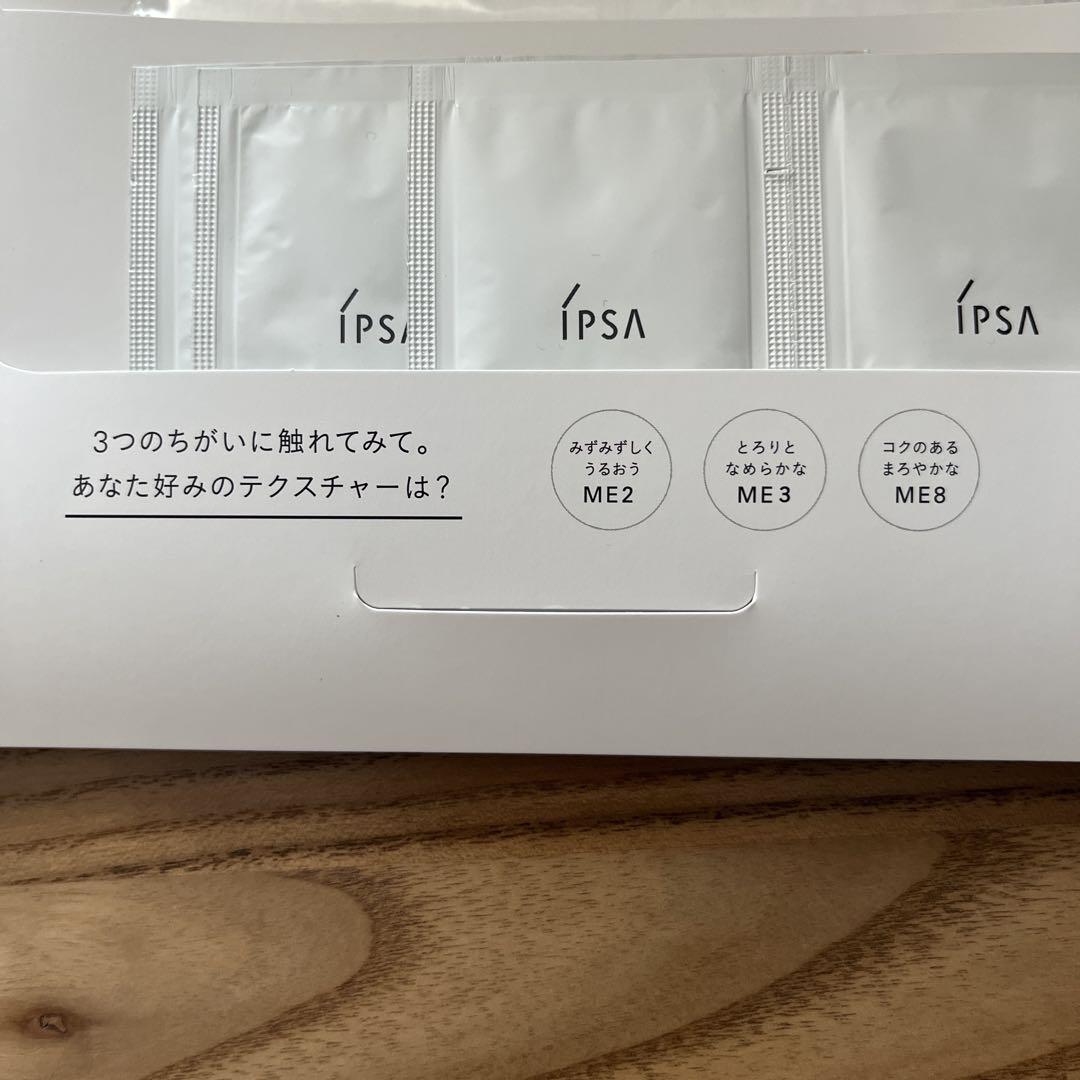 IPSA
IPSA
IPSA
3つのちがいに触れてみて。
あなた好みのテクスチャーは?
みずみずしく
うるおう
ME2
とろりと
なめらかな
ME3
コクのある
まろやかな
ME8